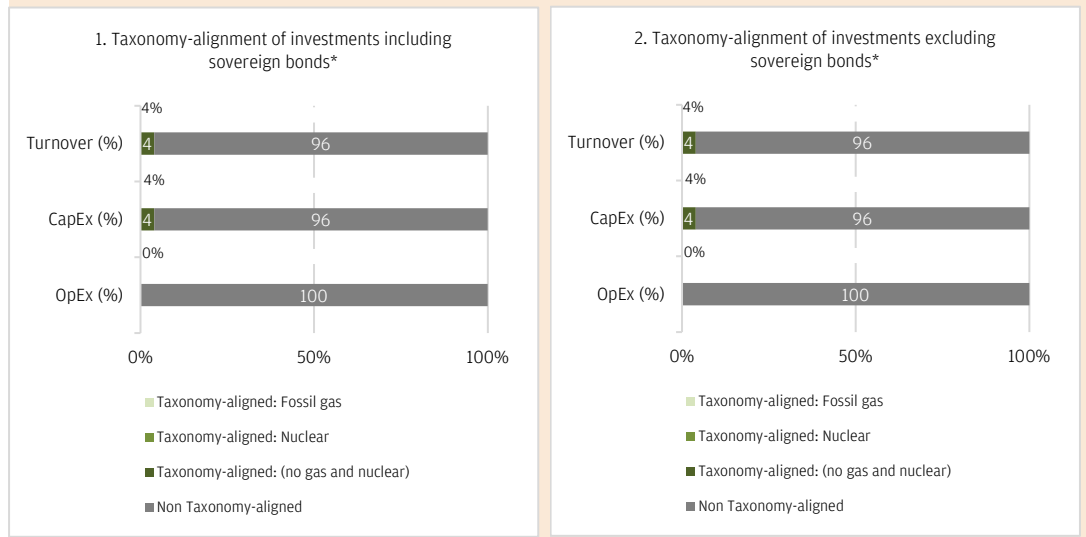 1. Taxonomy-alignment of investments including
sovereign bonds*
4%
Turnover (%)
4
96
4%
CapEx (%)
4
96
0%
OpEx (%)
100
0%
50%
100%
Taxonomy-aligned: Fossil gas
Taxonomy-aligned: Nuclear
Taxonomy-aligned: (no gas and nuclear)
Non Taxonomy-aligned
2. Taxonomy-alignment of investments excluding
sovereign bonds*
4%
Turnover (%)
4
96
4%
CapEx (%)
4
96
0%
OpEx (%)
100
0%
50%
100%
Taxonomy-aligned: Fossil gas
Taxonomy-aligned: Nuclear
Taxonomy-aligned: (no gas and nuclear)
Non Taxonomy-aligned